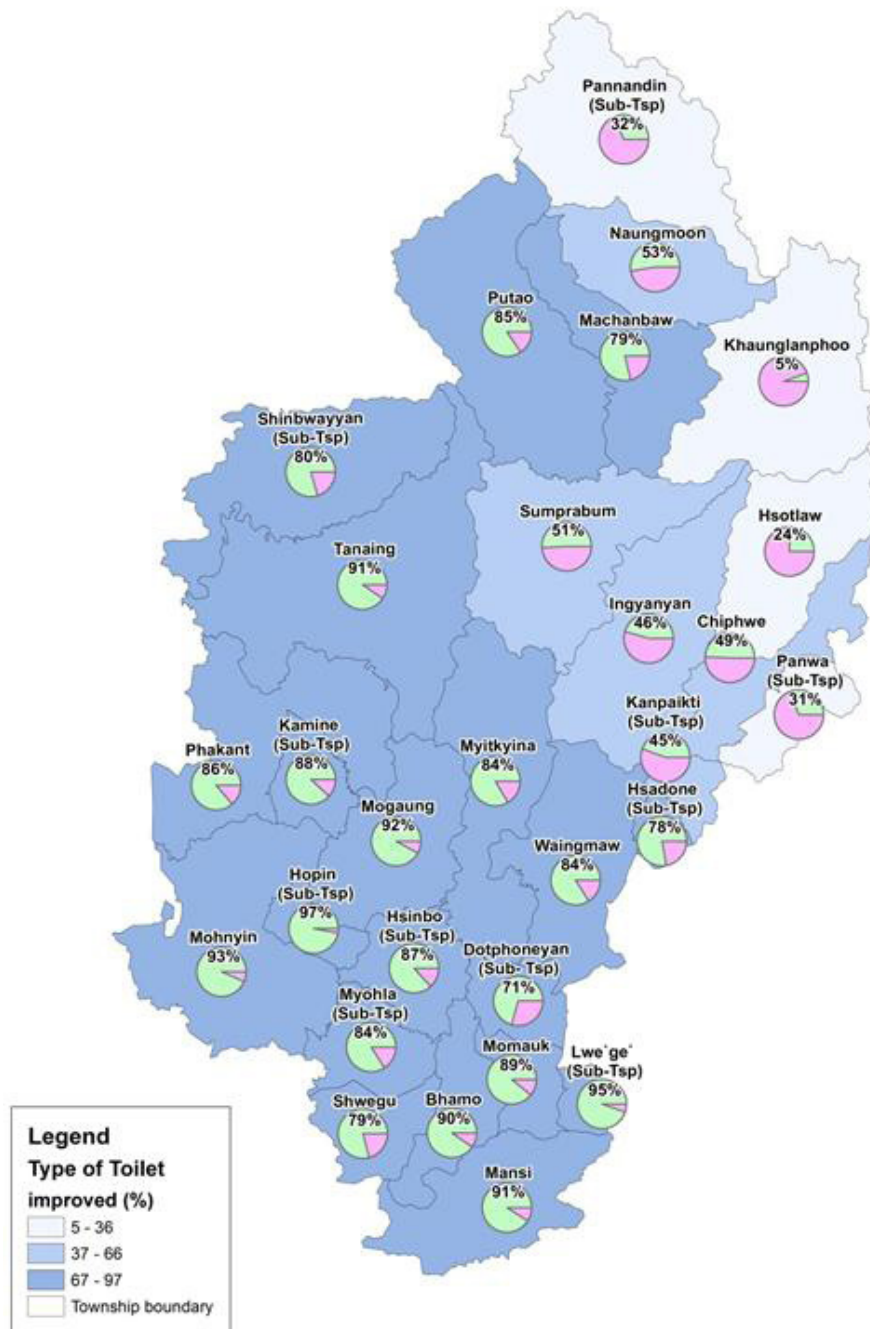 Pannandin
(Sub-Tsp)
32%
Naungmoon
53%
Putao
85%
Machanbaw
79%
Khaunglanphoo
5%
Shinbwayyan
(Sub-Tsp)
80%
Sumprabum
51%
Hsotlaw
24%
Tanaing
91%
Ingyanyan
46%
Chiphwe
49%
Panwa
(Sub-Tsp)
31%
Kanpaikti
(Sub-Tsp)
45%
Phakant
86%
Kamine
(Sub-Tsp)
88%
Myitkyina
84%
Hsadone
(Sub-Tsp)
78%
Mogaung
92%
Waingmaw
84%
Hopin
(Sub-Tsp)
97%
Mohnyin
93%
Hsinbo
(Sub-Tsp)
87%
Dotphoneyan
(Sub- Tsp)
71%
Myohla
(Sub-Tsp)
84%
Momauk
89%
Lwe'ge'
(Sub-Tsp)
95%
Shwegu
79%
Bhamo
90%
Mansi
91%
Legend
Type of Toilet
improved (%)
5 - 36
37 - 66
67 - 97
Township boundary